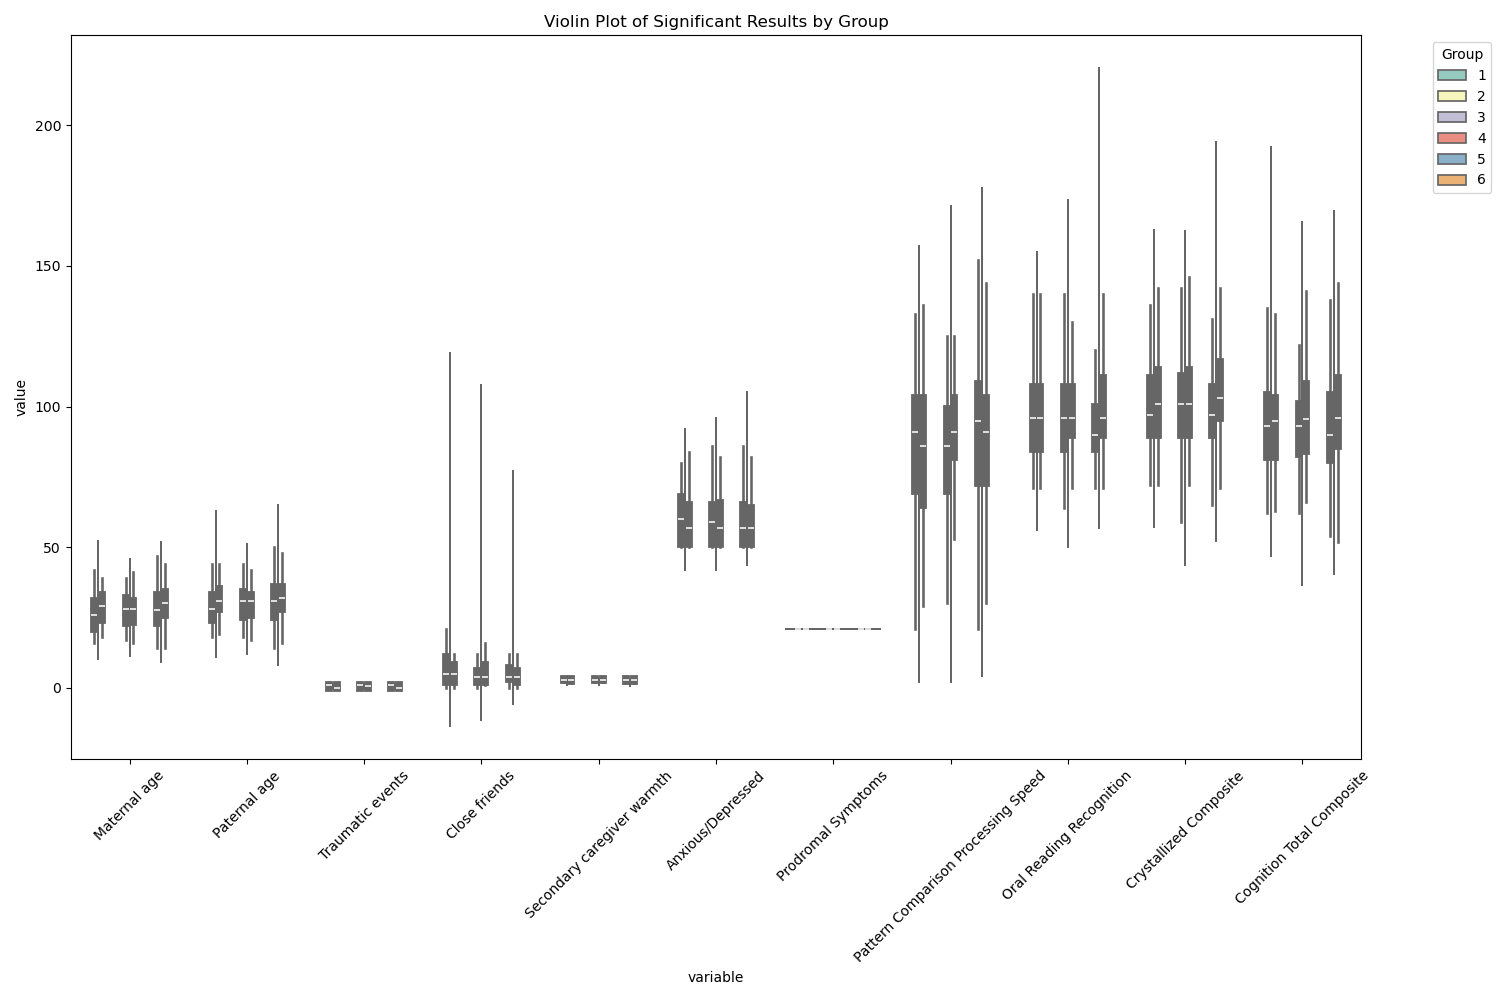 Violin Plot of Significant Results by Group
Group
1
2
3
4
5
6
value
200
150
100
50
0
Maternal age
Paternal age
Traumatic events
Close friends
Secondary caregiver warmth
Anxious/Depressed
Prodromal Symptoms
Pattern Comparison Processing Speed
Oral Reading Recognition
Crystallized Composite
Cognition Total Composite
variable